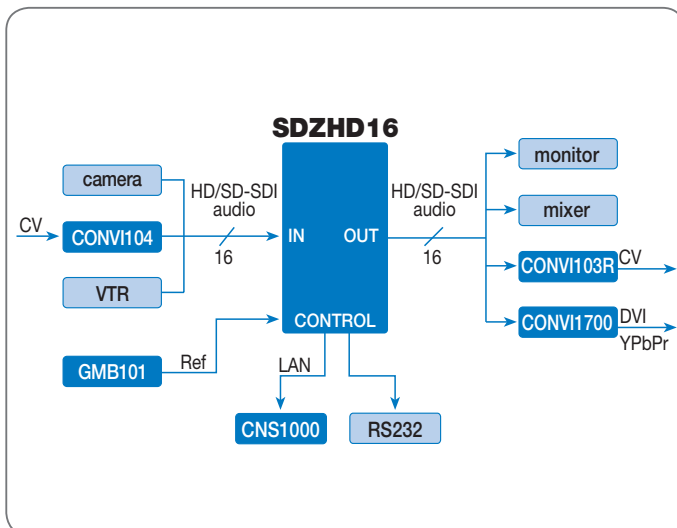 SDZHD16
camera
CV
CONVI104
VTR
GMB101
Ref
HD/SD-SDI
audio
16
IN
OUT
CONTROL
HD/SD-SDI
audio
16
monitor
mixer
CONVI103R
CV
CONVI1700
DVI
YPbPr
LAN
CNS1000
RS232